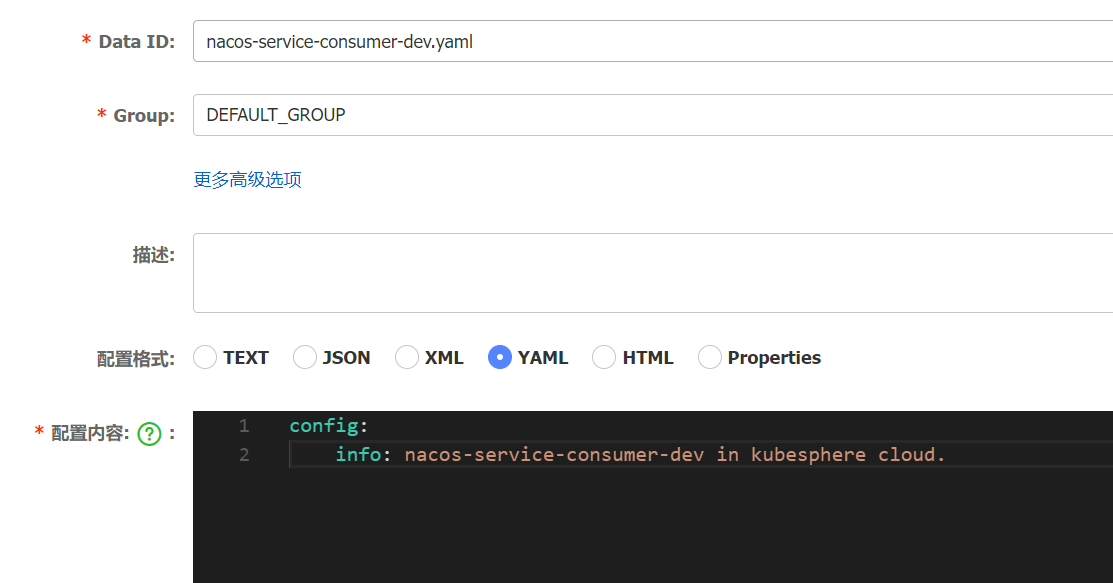 * Data ID: nacos-service-consumer-dev.yaml
* Group: DEFAULT_GROUP
更多高级选项
描述:
配置格式: TEXT JSON XML YAML HTML Properties
* 配置内容: ? :
1 config:
2 info: nacos-service-consumer-dev in kubesphere cloud.